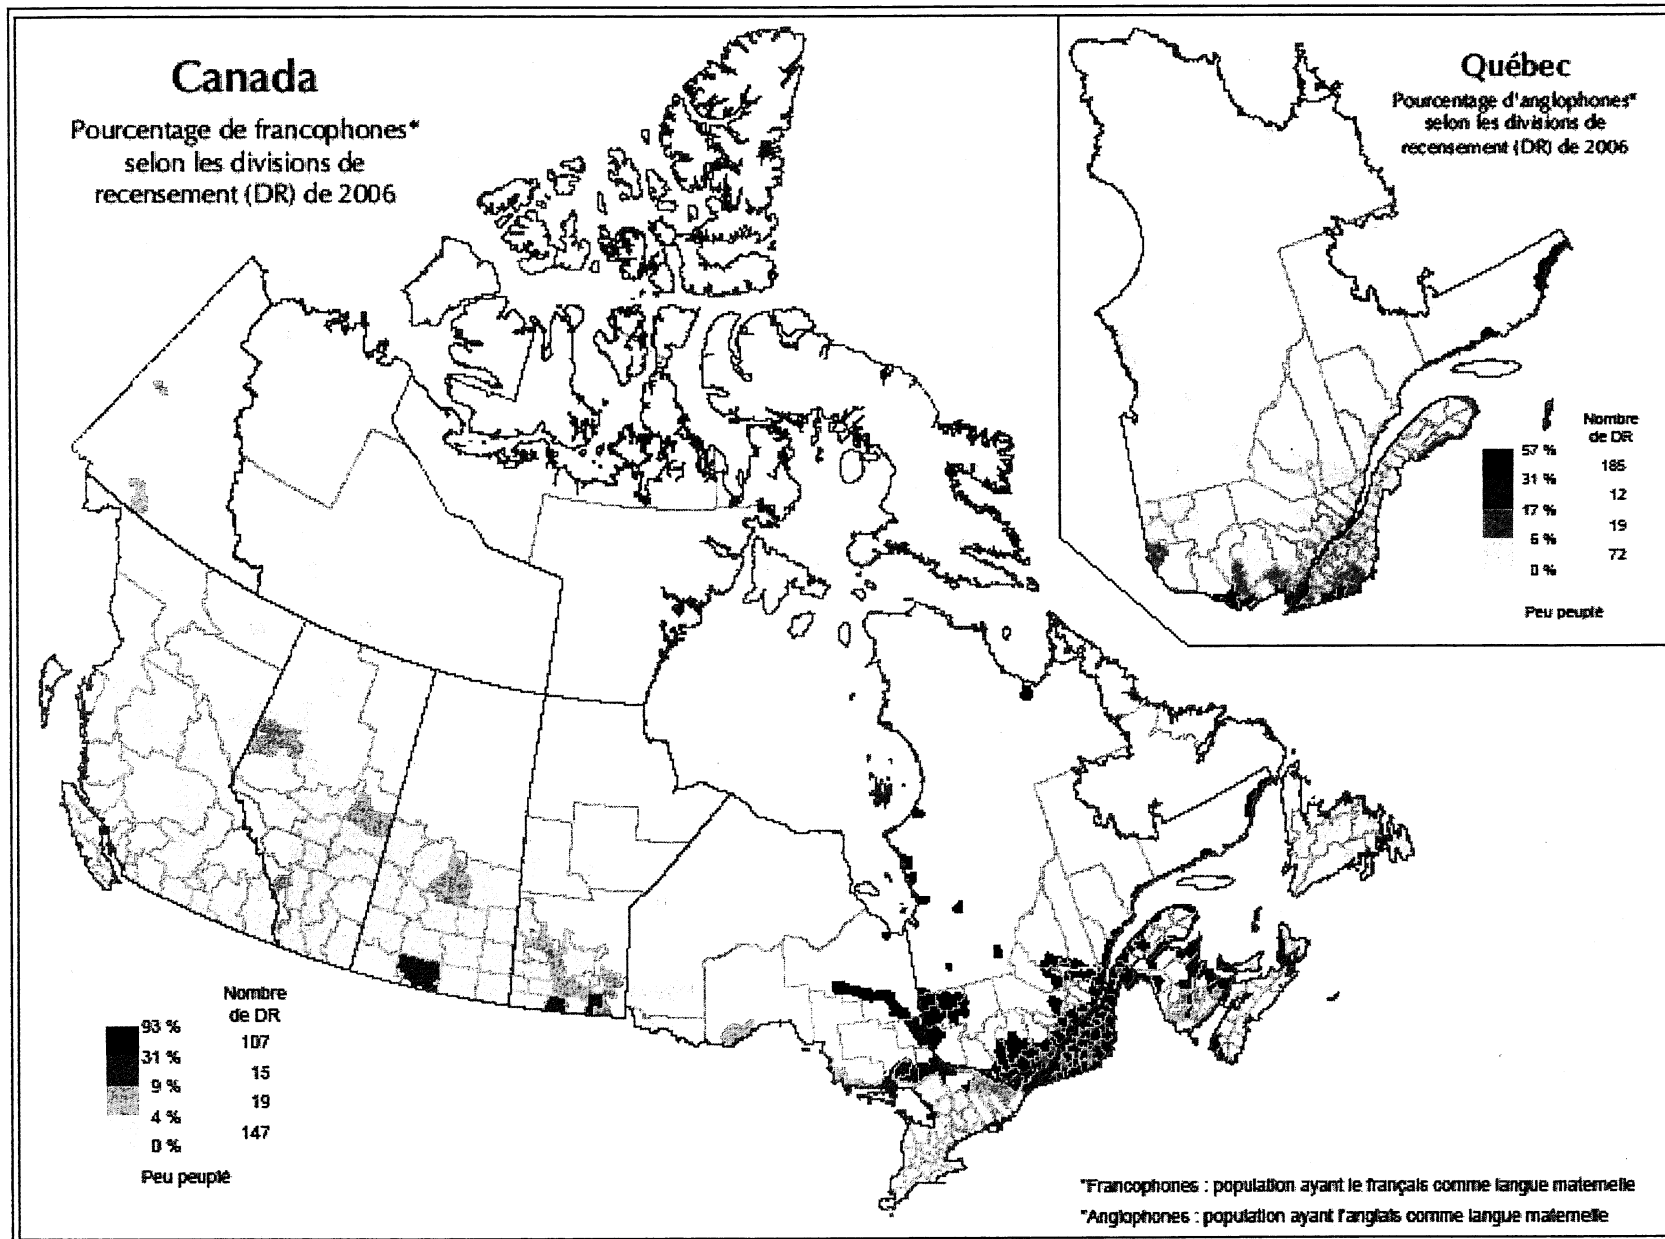 Canada
Pourcentage de francophones*
selon les divisions de
recensement (DR) de 2006
Québec
Pourcentage d'anglophones*
selon les divisions de
recensement (DR) de 2006
Nombre
de DR
57 %
185
31 %
12
17 %
19
6 %
72
0 %
Peu peuplé
Nombre
de DR
93 %
107
31 %
15
9 %
19
4 %
147
0 %
Peu peuplé
*Francophones : population ayant le français comme langue maternelle
*Anglophones : population ayant l'anglais comme langue maternelle